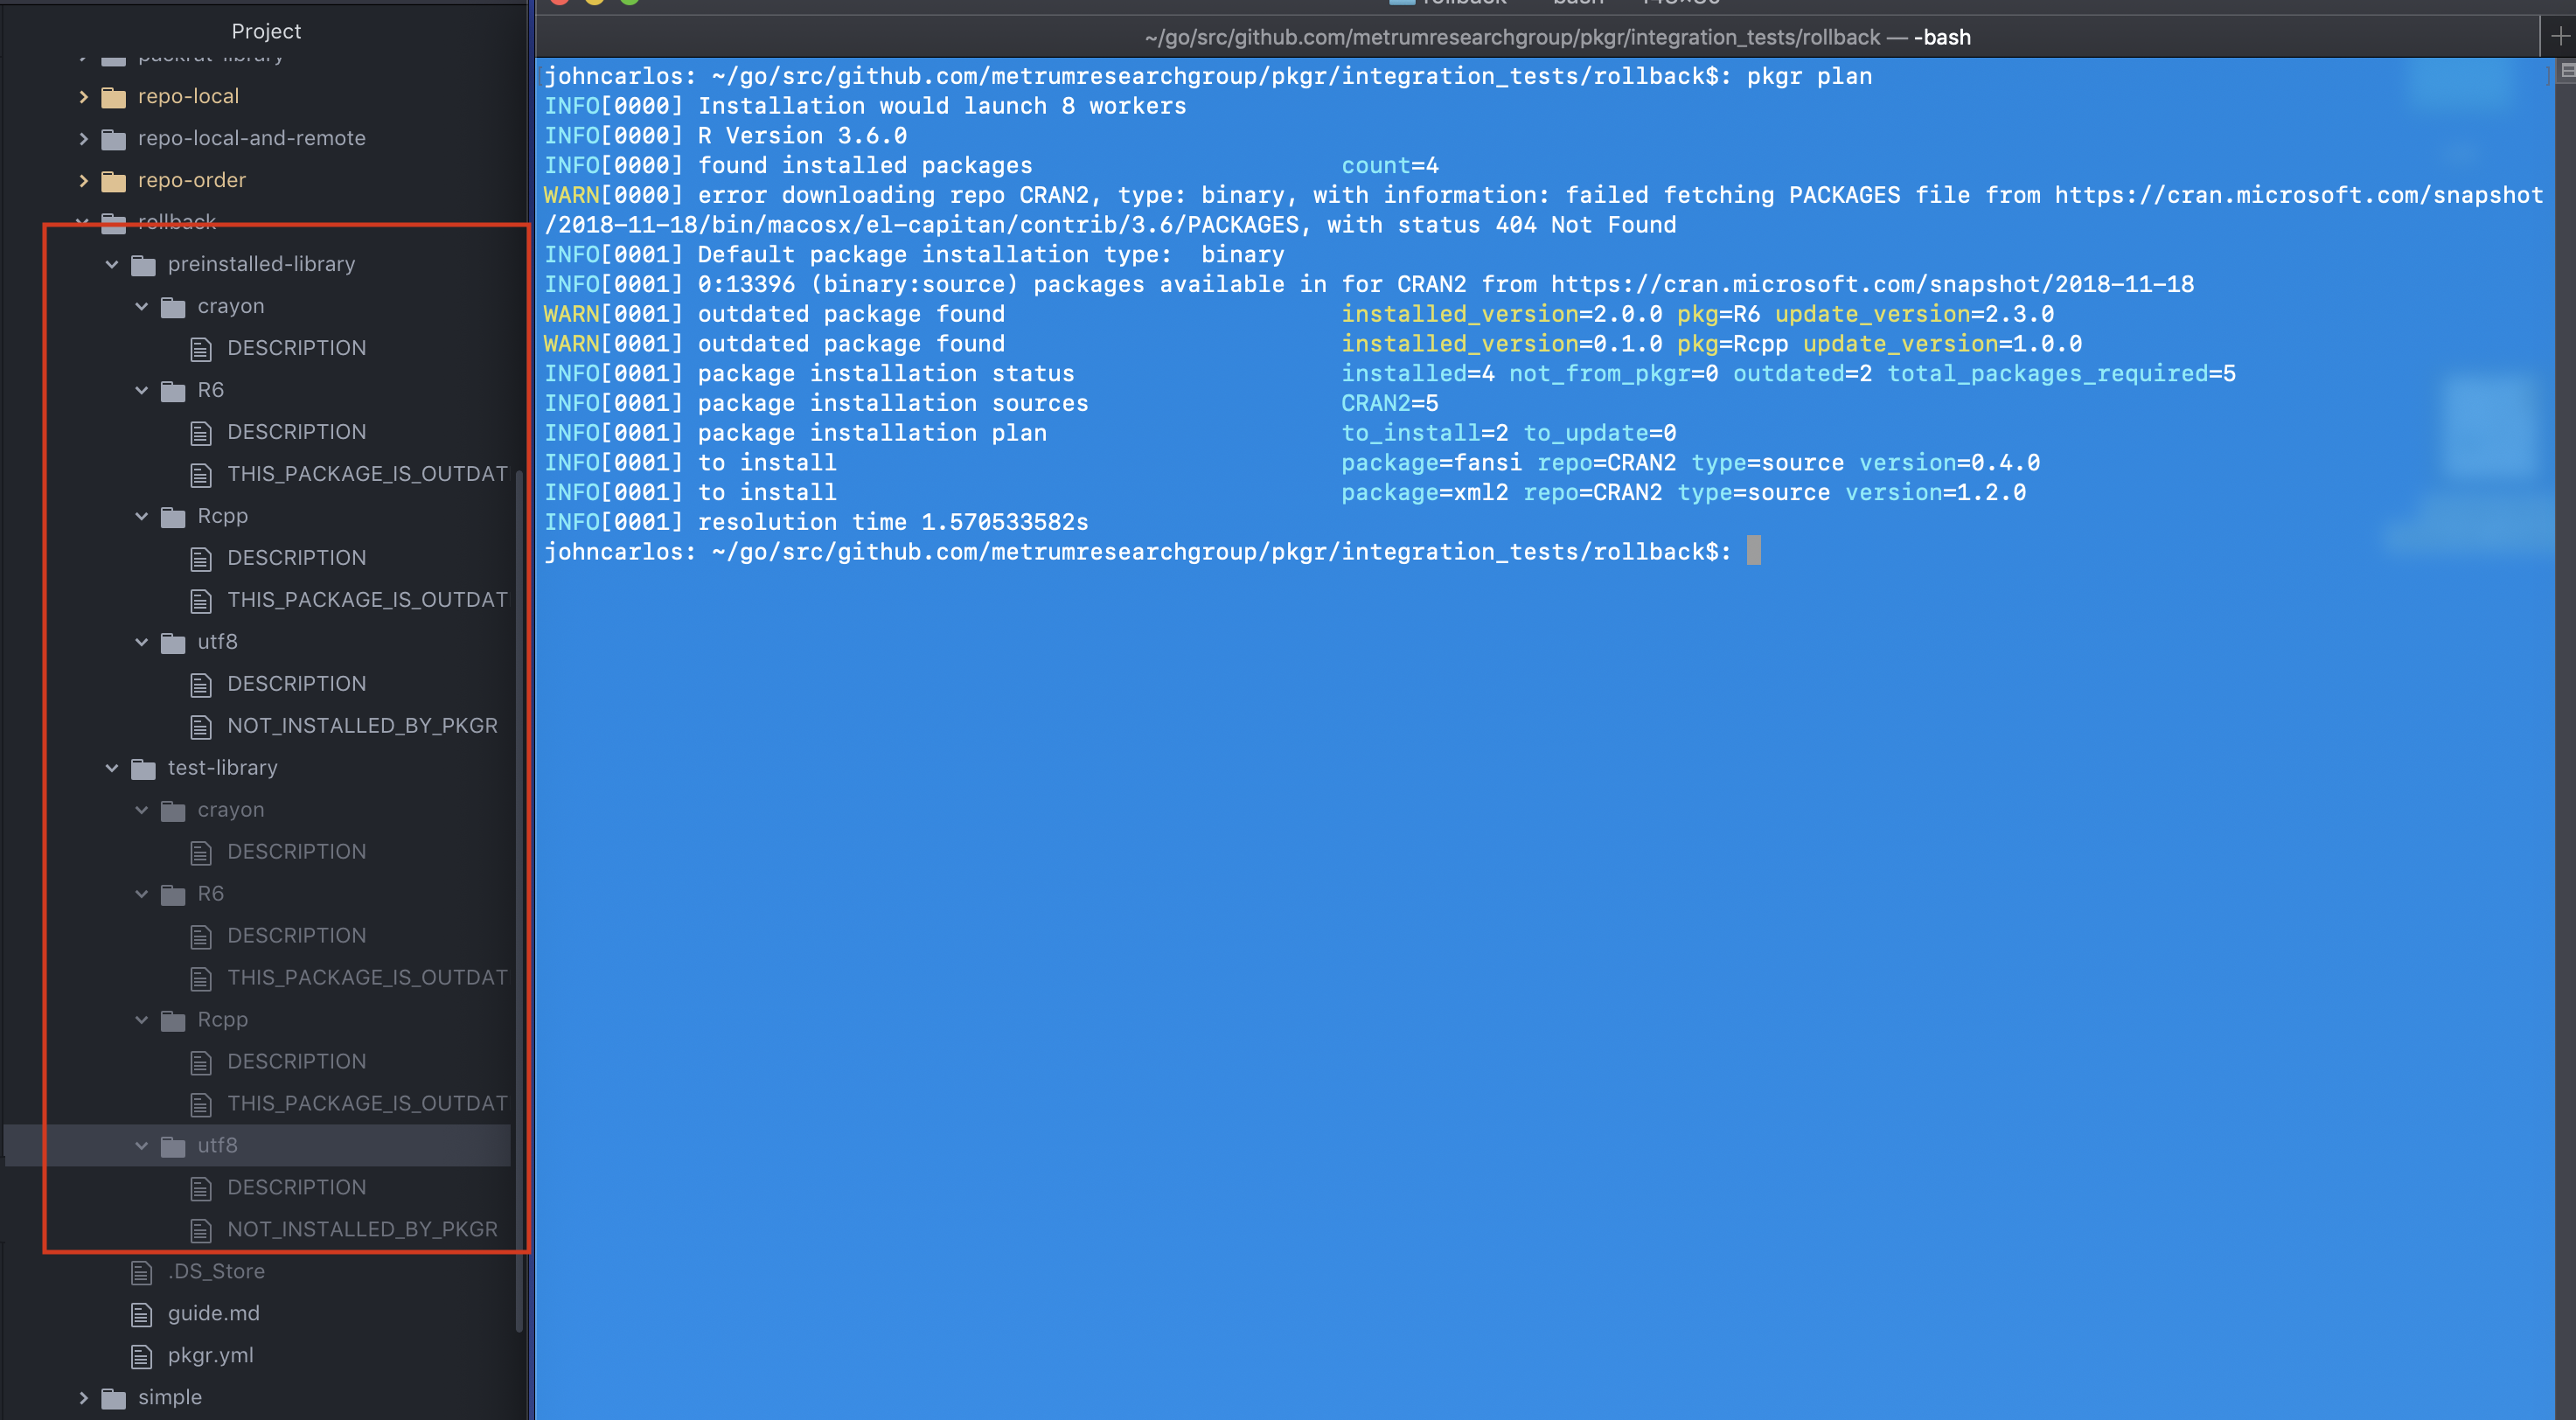 Project
packrat-library
repo-local
repo-local-and-remote
repo-order
rollback
preinstalled-library
crayon
DESCRIPTION
R6
DESCRIPTION
THIS_PACKAGE_IS_OUTDAT
Rcpp
DESCRIPTION
THIS_PACKAGE_IS_OUTDAT
utf8
DESCRIPTION
NOT_INSTALLED_BY_PKGR
test-library
crayon
DESCRIPTION
R6
DESCRIPTION
THIS_PACKAGE_IS_OUTDAT
Rcpp
DESCRIPTION
THIS_PACKAGE_IS_OUTDAT
utf8
DESCRIPTION
NOT_INSTALLED_BY_PKGR
.DS_Store
guide.md
pkgr.yml
simple
rollback — -bash
~/go/src/github.com/metrumresearchgroup/pkgr/integration_tests/rollback — -bash
johncarlos: ~/go/src/github.com/metrumresearchgroup/pkgr/integration_tests/rollback$: pkgr plan
INFO[0000] Installation would launch 8 workers
INFO[0000] R Version 3.6.0
INFO[0000] found installed packages count=4
WARN[0000] error downloading repo CRAN2, type: binary, with information: failed fetching PACKAGES file from https://cran.microsoft.com/snapshot
/2018-11-18/bin/macosx/el-capitan/contrib/3.6/PACKAGES, with status 404 Not Found
INFO[0001] Default package installation type:  binary
INFO[0001] 0:13396 (binary:source) packages available in for CRAN2 from https://cran.microsoft.com/snapshot/2018-11-18
WARN[0001] outdated package found installed_version=2.0.0 pkg=R6 update_version=2.3.0
WARN[0001] outdated package found installed_version=0.1.0 pkg=Rcpp update_version=1.0.0
INFO[0001] package installation status installed=4 not_from_pkgr=0 outdated=2 total_packages_required=5
INFO[0001] package installation sources CRAN2=5
INFO[0001] package installation plan to_install=2 to_update=0
INFO[0001] to install package=fansi repo=CRAN2 type=source version=0.4.0
INFO[0001] to install package=xml2 repo=CRAN2 type=source version=1.2.0
INFO[0001] resolution time 1.570533582s
johncarlos: ~/go/src/github.com/metrumresearchgroup/pkgr/integration_tests/rollback$: